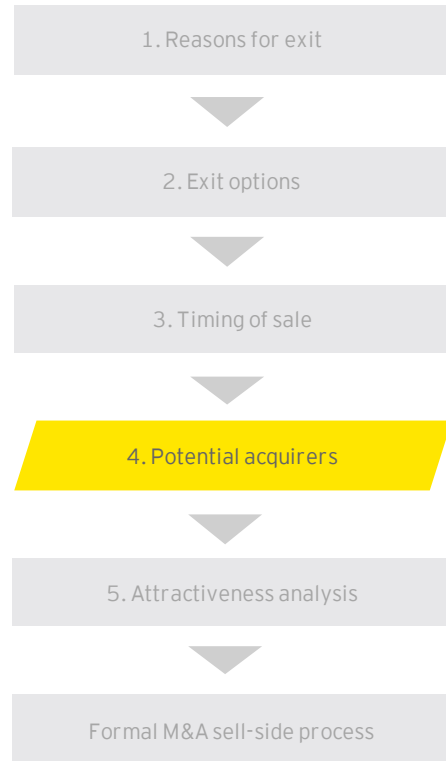 1. Reasons for exit
2. Exit options
3. Timing of sale
4. Potential acquirers
5. Attractiveness analysis
Formal M&A sell-side process